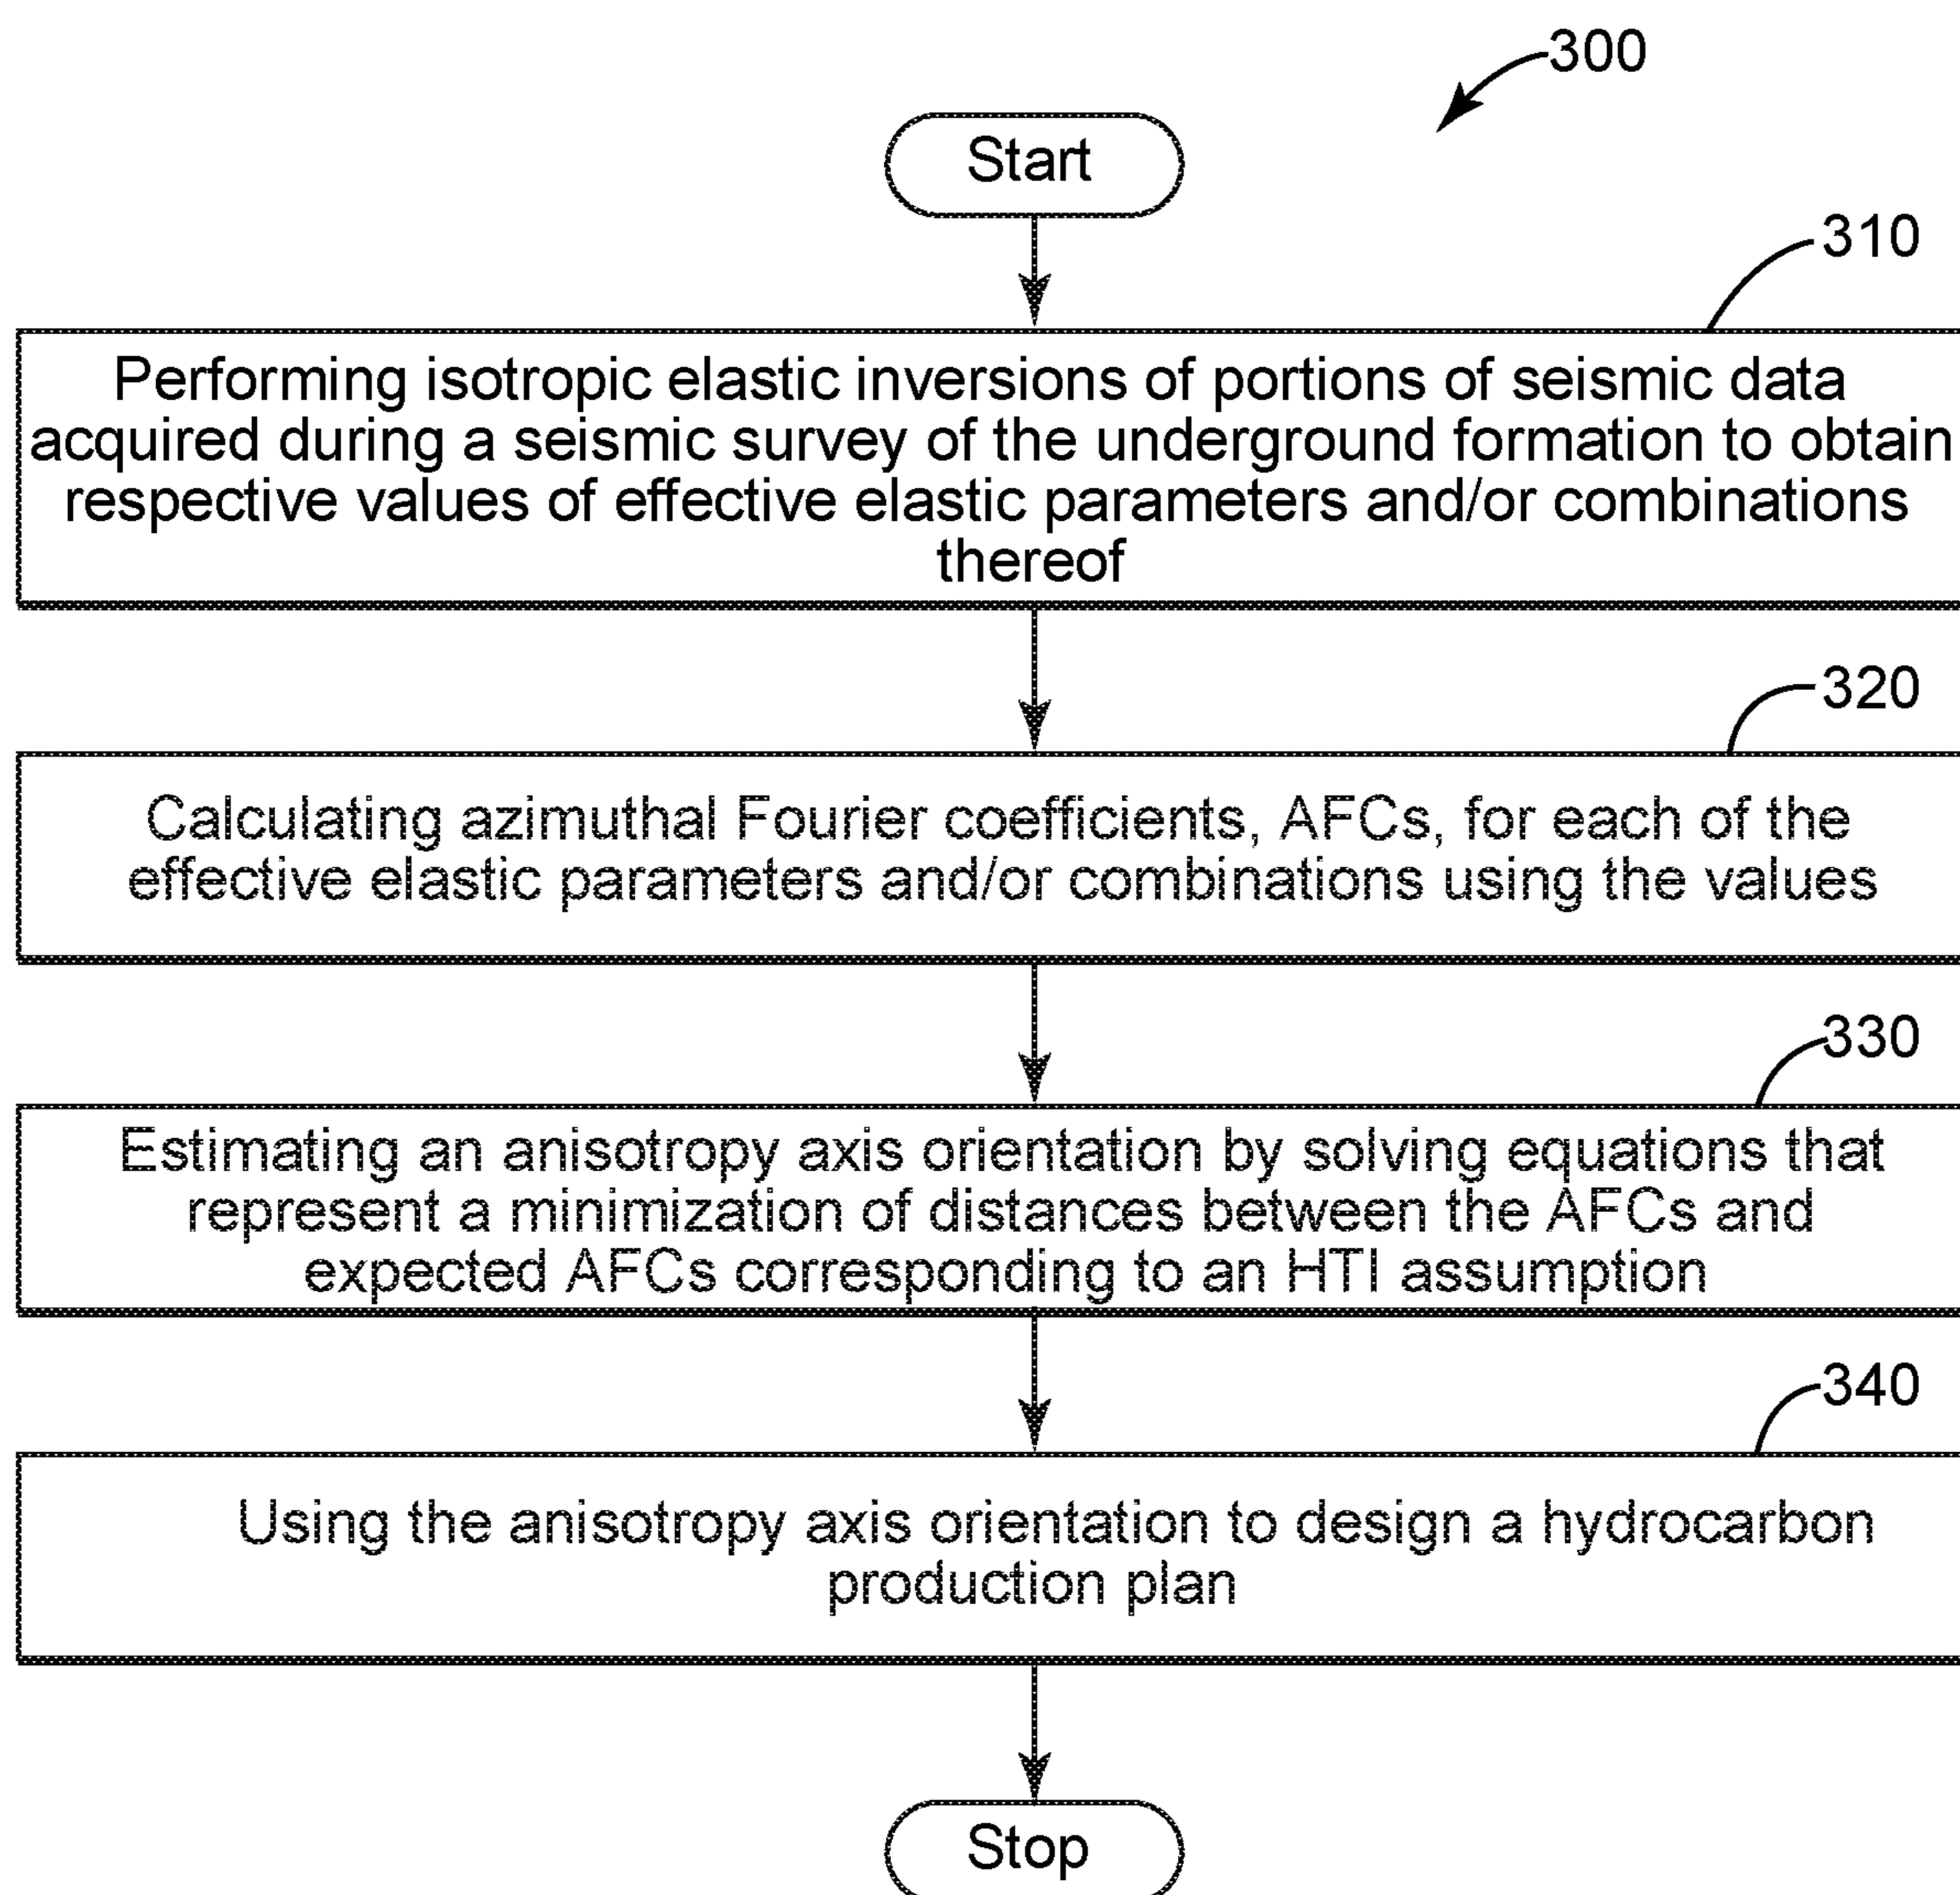 300
Start
310
Performing isotropic elastic inversions of portions of seismic data
acquired during a seismic survey of the underground formation to obtain
respective values of effective elastic parameters and/or combinations
thereof
320
Calculating azimuthal Fourier coefficients, AFCs, for each of the
effective elastic parameters and/or combinations using the values
330
Estimating an anisotropy axis orientation by solving equations that
represent a minimization of distances between the AFCs and
expected AFCs corresponding to an HTI assumption
340
Using the anisotropy axis orientation to design a hydrocarbon
production plan
Stop